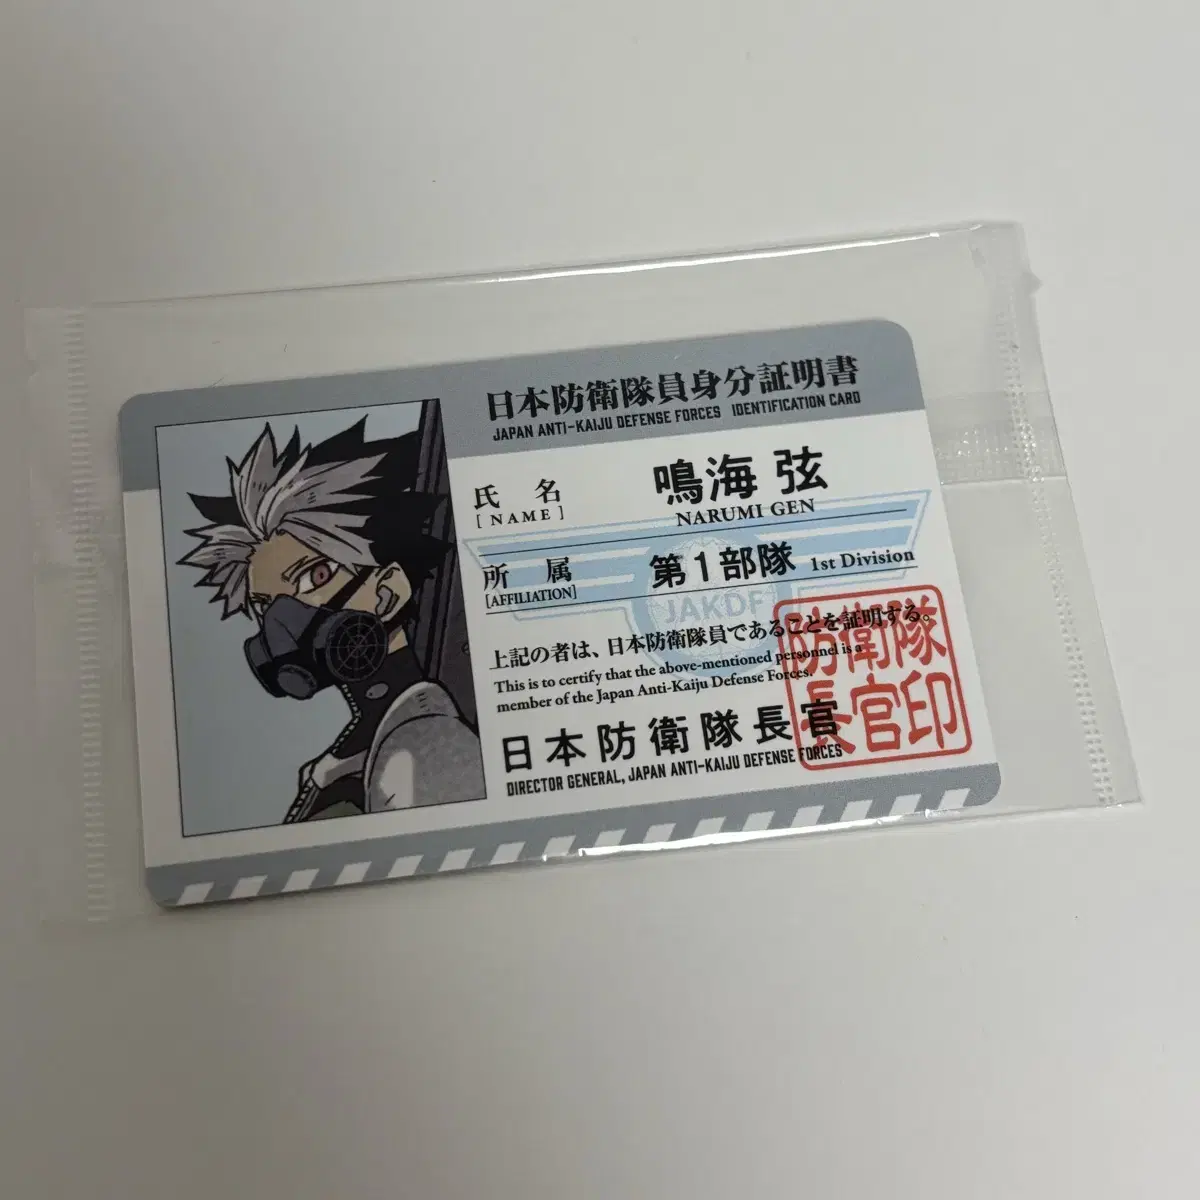 日本防衛隊員身分証明書
JAPAN ANTI-KAIJU DEFENSE FORCES IDENTIFICATION CARD
氏 名 鳴海 弦
[NAME] NARUMI GEN
所 属 第1部隊 1st Division
[AFFILIATION]
JAKDF
上記の者は、日本防衛隊員であることを証明する。
This is to certify that the above-mentioned personnel is a
member of the Japan Anti-Kaiju Defense Forces.
日本防衛隊長官
DIRECTOR GENERAL, JAPAN ANTI-KAIJU DEFENSE FORCES
防衛隊
長官印